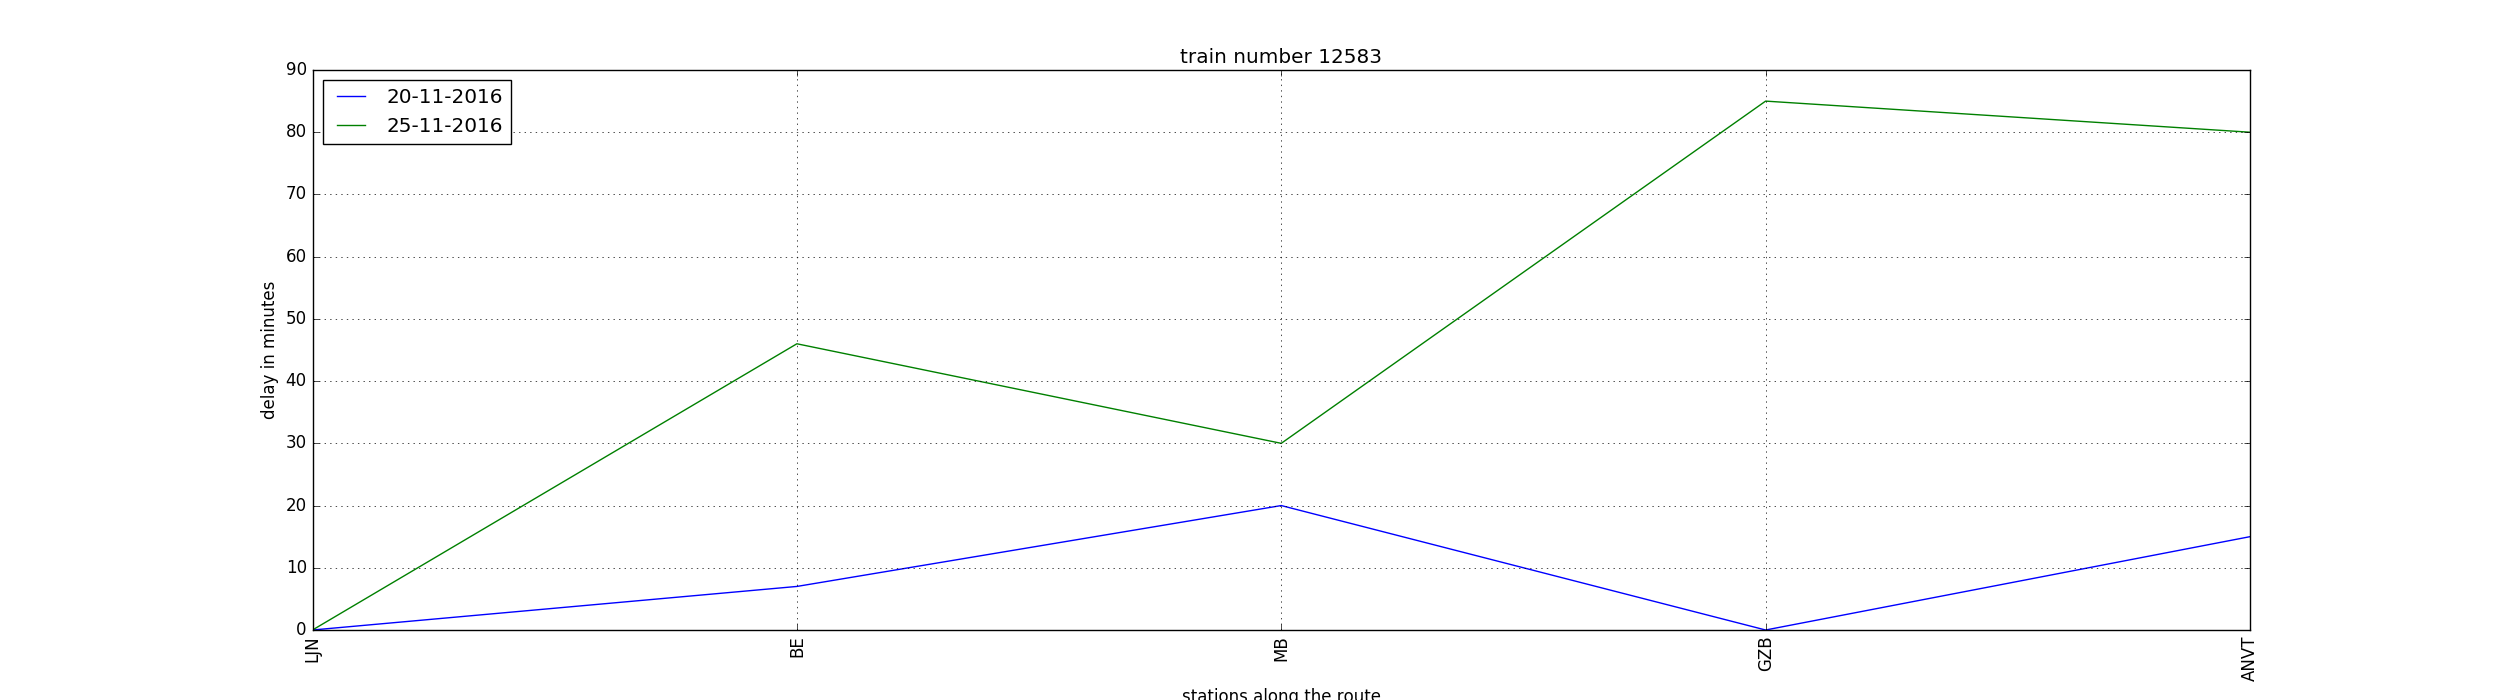 train number 12583
20-11-2016
25-11-2016
90
80
70
60
50
40
30
20
10
0
delay in minutes
LJN
BE
MB
GZB
ANVT
stations along the route